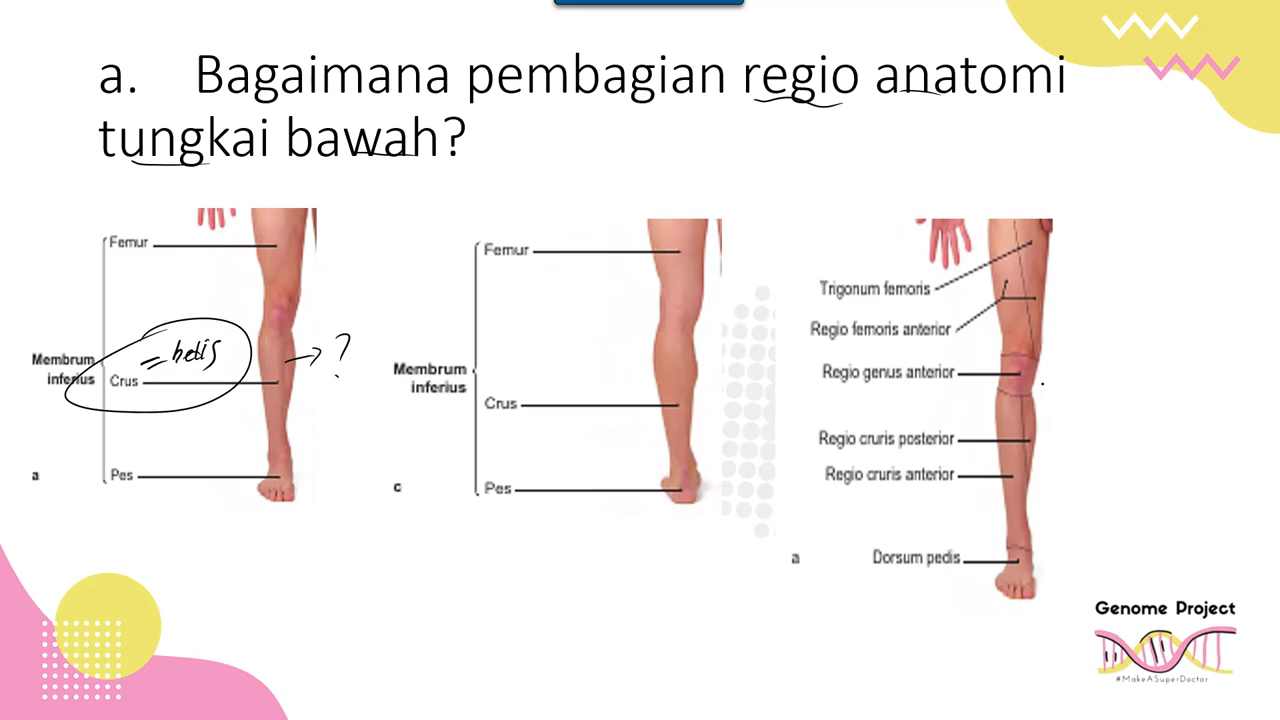 a. Bagaimana pembagian regio anatomi
tungkai bawah?
Femur
= betis
?
Membrum
inferius
Crus
Pes
a
Femur
Membrum
inferius
Crus
Pes
c
Trigonum femoris
Regio femoris anterior
Regio genus anterior
Regio cruris posterior
Regio cruris anterior
Dorsum pedis
a
Genome Project
#MakeASuperDoctor